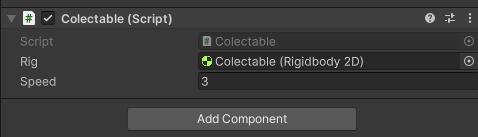 Colectable (Script)
Script Colectable
Rig Colectable (Rigidbody 2D)
Speed 3
Add Component